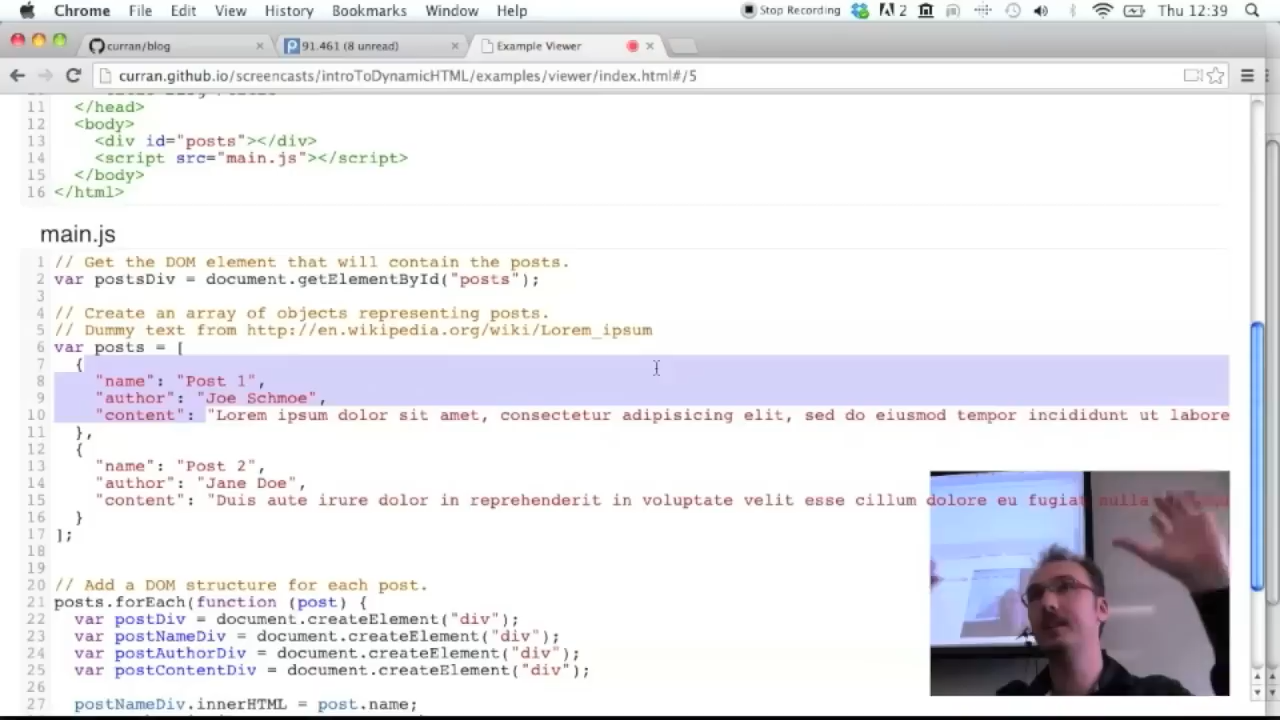 Chrome File Edit View History Bookmarks Window Help Stop Recording 2 Thu 12:39
curran/blog 91.461 (8 unread) Example Viewer
curran.github.io/screencasts/introToDynamicHTML/examples/viewer/index.html#/5
11 </head>
12 <body>
13 <div id="posts"></div>
14 <script src="main.js"></script>
15 </body>
16 </html>
main.js
1 // Get the DOM element that will contain the posts.
2 var postsDiv = document.getElementById("posts");
3
4 // Create an array of objects representing posts.
5 // Dummy text from http://en.wikipedia.org/wiki/Lorem_ipsum
6 var posts = [
7 {
8 "name": "Post 1",
9 "author": "Joe Schmoe",
10 "content": "Lorem ipsum dolor sit amet, consectetur adipisicing elit, sed do eiusmod tempor incididunt ut labore
11 },
12 {
13 "name": "Post 2",
14 "author": "Jane Doe",
15 "content": "Duis aute irure dolor in reprehenderit in voluptate velit esse cillum dolore eu fugiat nulla
16 }
17 ];
18
19
20 // Add a DOM structure for each post.
21 posts.forEach(function (post) {
22 var postDiv = document.createElement("div");
23 var postNameDiv = document.createElement("div");
24 var postAuthorDiv = document.createElement("div");
25 var postContentDiv = document.createElement("div");
26
27 postNameDiv.innerHTML = post.name;